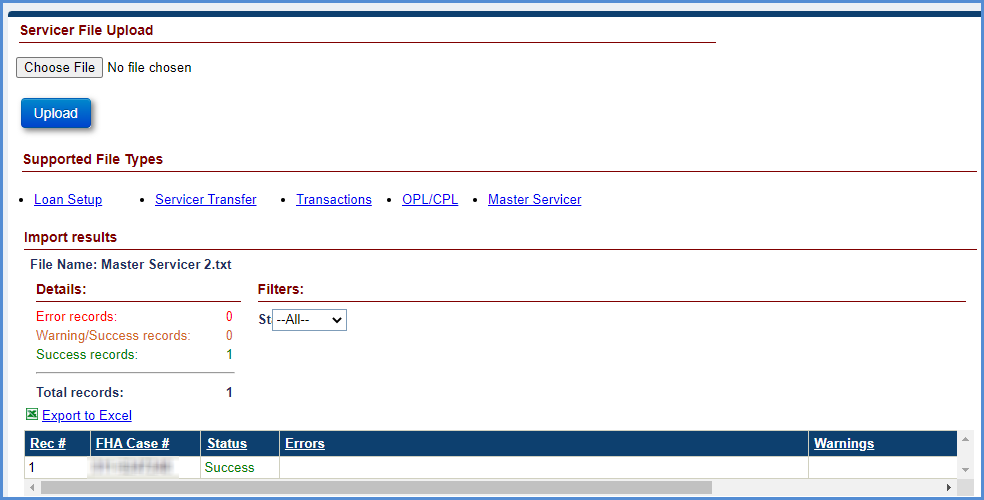 Servicer File Upload
Choose File No file chosen
Upload
Supported File Types
• Loan Setup • Servicer Transfer • Transactions • OPL/CPL • Master Servicer
Import results
File Name: Master Servicer 2.txt
Details: Filters:
Error records: 0 St --All--
Warning/Success records: 0
Success records: 1
Total records: 1
Export to Excel
Rec # FHA Case # Status Errors Warnings
1 Success